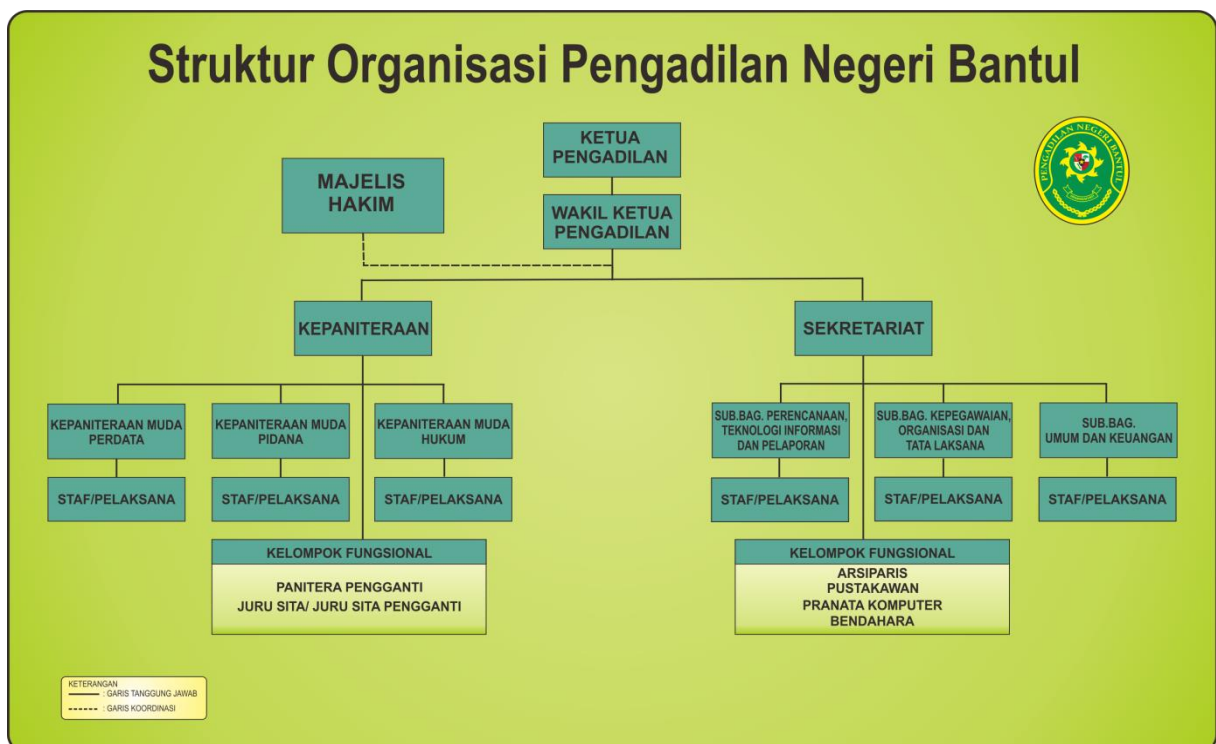 Struktur Organisasi Pengadilan Negeri Bantul
KETUA
PENGADILAN
PENGADILAN NEGERI BANTUL
MAJELIS
HAKIM
WAKIL KETUA
PENGADILAN
KEPANITERAAN
SEKRETARIAT
KEPANITERAAN MUDA
PERDATA
KEPANITERAAN MUDA
PIDANA
KEPANITERAAN MUDA
HUKUM
SUB.BAG. PERENCANAAN,
TEKNOLOGI INFORMASI
DAN PELAPORAN
SUB.BAG. KEPEGAWAIAN,
ORGANISASI DAN
TATA LAKSANA
SUB.BAG.
UMUM DAN KEUANGAN
STAF/PELAKSANA
STAF/PELAKSANA
STAF/PELAKSANA
STAF/PELAKSANA
STAF/PELAKSANA
STAF/PELAKSANA
KELOMPOK FUNGSIONAL
PANITERA PENGGANTI
JURU SITA/ JURU SITA PENGGANTI
KELOMPOK FUNGSIONAL
ARSIPARIS
PUSTAKAWAN
PRANATA KOMPUTER
BENDAHARA
KETERANGAN
: GARIS TANGGUNG JAWAB
: GARIS KOORDINASI